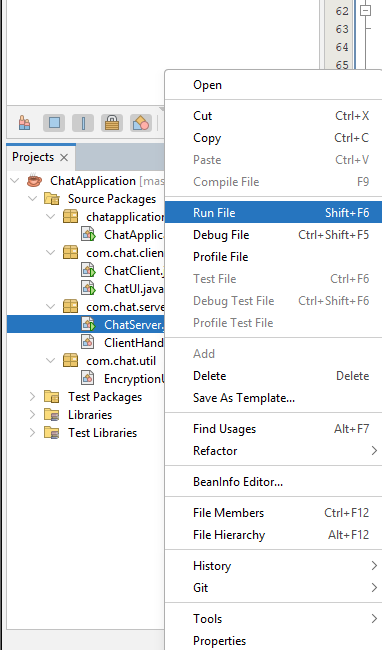 62
63
64
65
Open
Cut Ctrl+X
Copy Ctrl+C
Paste Ctrl+V
Compile File F9
Run File Shift+F6
Debug File Ctrl+Shift+F5
Profile File
Test File Ctrl+F6
Debug Test File Ctrl+Shift+F6
Profile Test File
Add
Delete Delete
Save As Template...
Find Usages Alt+F7
Refactor
BeanInfo Editor...
File Members Ctrl+F12
File Hierarchy Alt+F12
History
Git
Tools
Properties
Projects
ChatApplication [mas
Source Packages
chatapplication
ChatApplic
com.chat.client
ChatClient.
ChatUI.java
com.chat.serve
ChatServer.
ClientHand
com.chat.util
EncryptionU
Test Packages
Libraries
Test Libraries